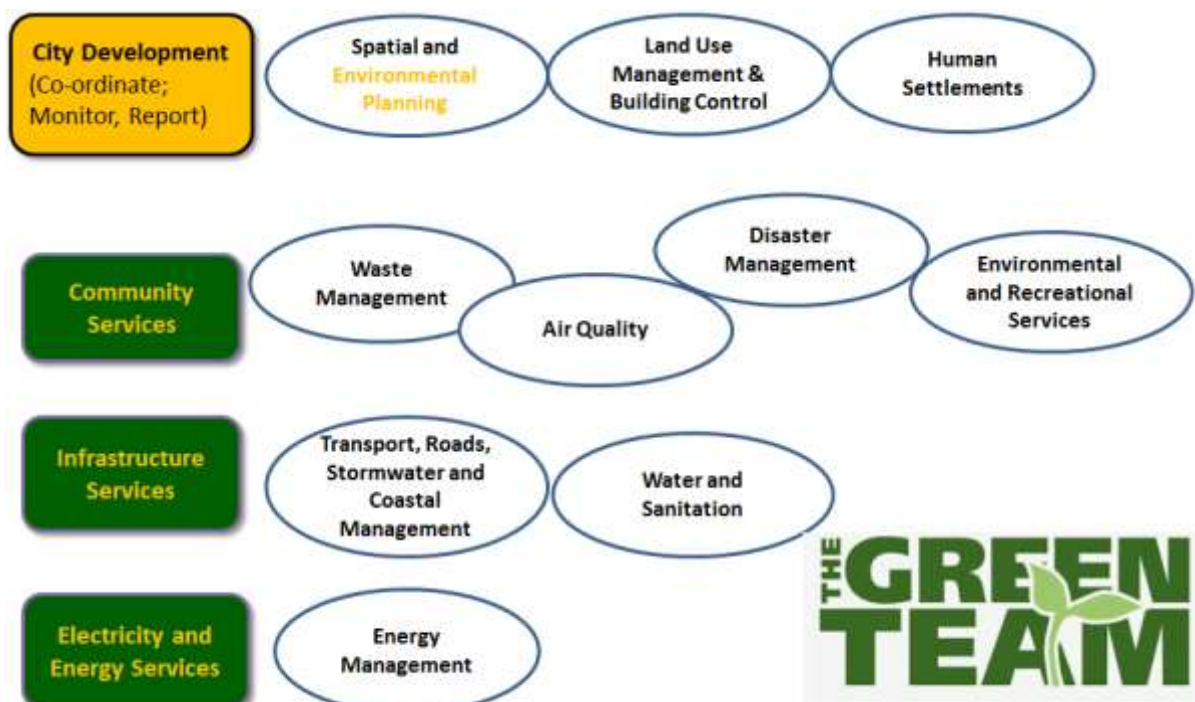 City Development
(Co-ordinate;
Monitor, Report)
Spatial and
Environmental
Planning
Land Use
Management &
Building Control
Human
Settlements
Community
Services
Waste
Management
Air Quality
Disaster
Management
Environmental
and Recreational
Services
Infrastructure
Services
Transport, Roads,
Stormwater and
Coastal
Management
Water and
Sanitation
Electricity and
Energy Services
Energy
Management
THE
GREEN
TEAM